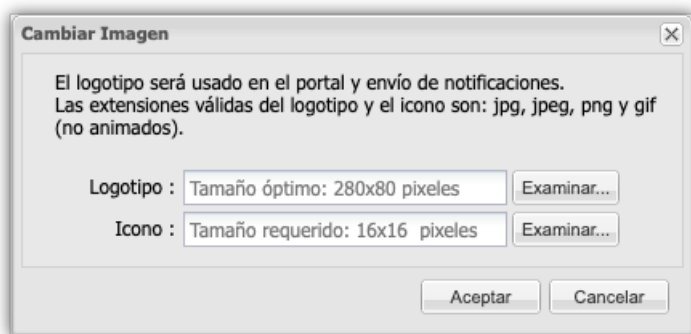 Cambiar Imagen
El logotipo será usado en el portal y envío de notificaciones.
Las extensiones válidas del logotipo y el icono son: jpg, jpeg, png y gif
(no animados).
Logotipo : Tamaño óptimo: 280x80 pixeles Examinar...
Icono : Tamaño requerido: 16x16 pixeles Examinar...
Aceptar Cancelar